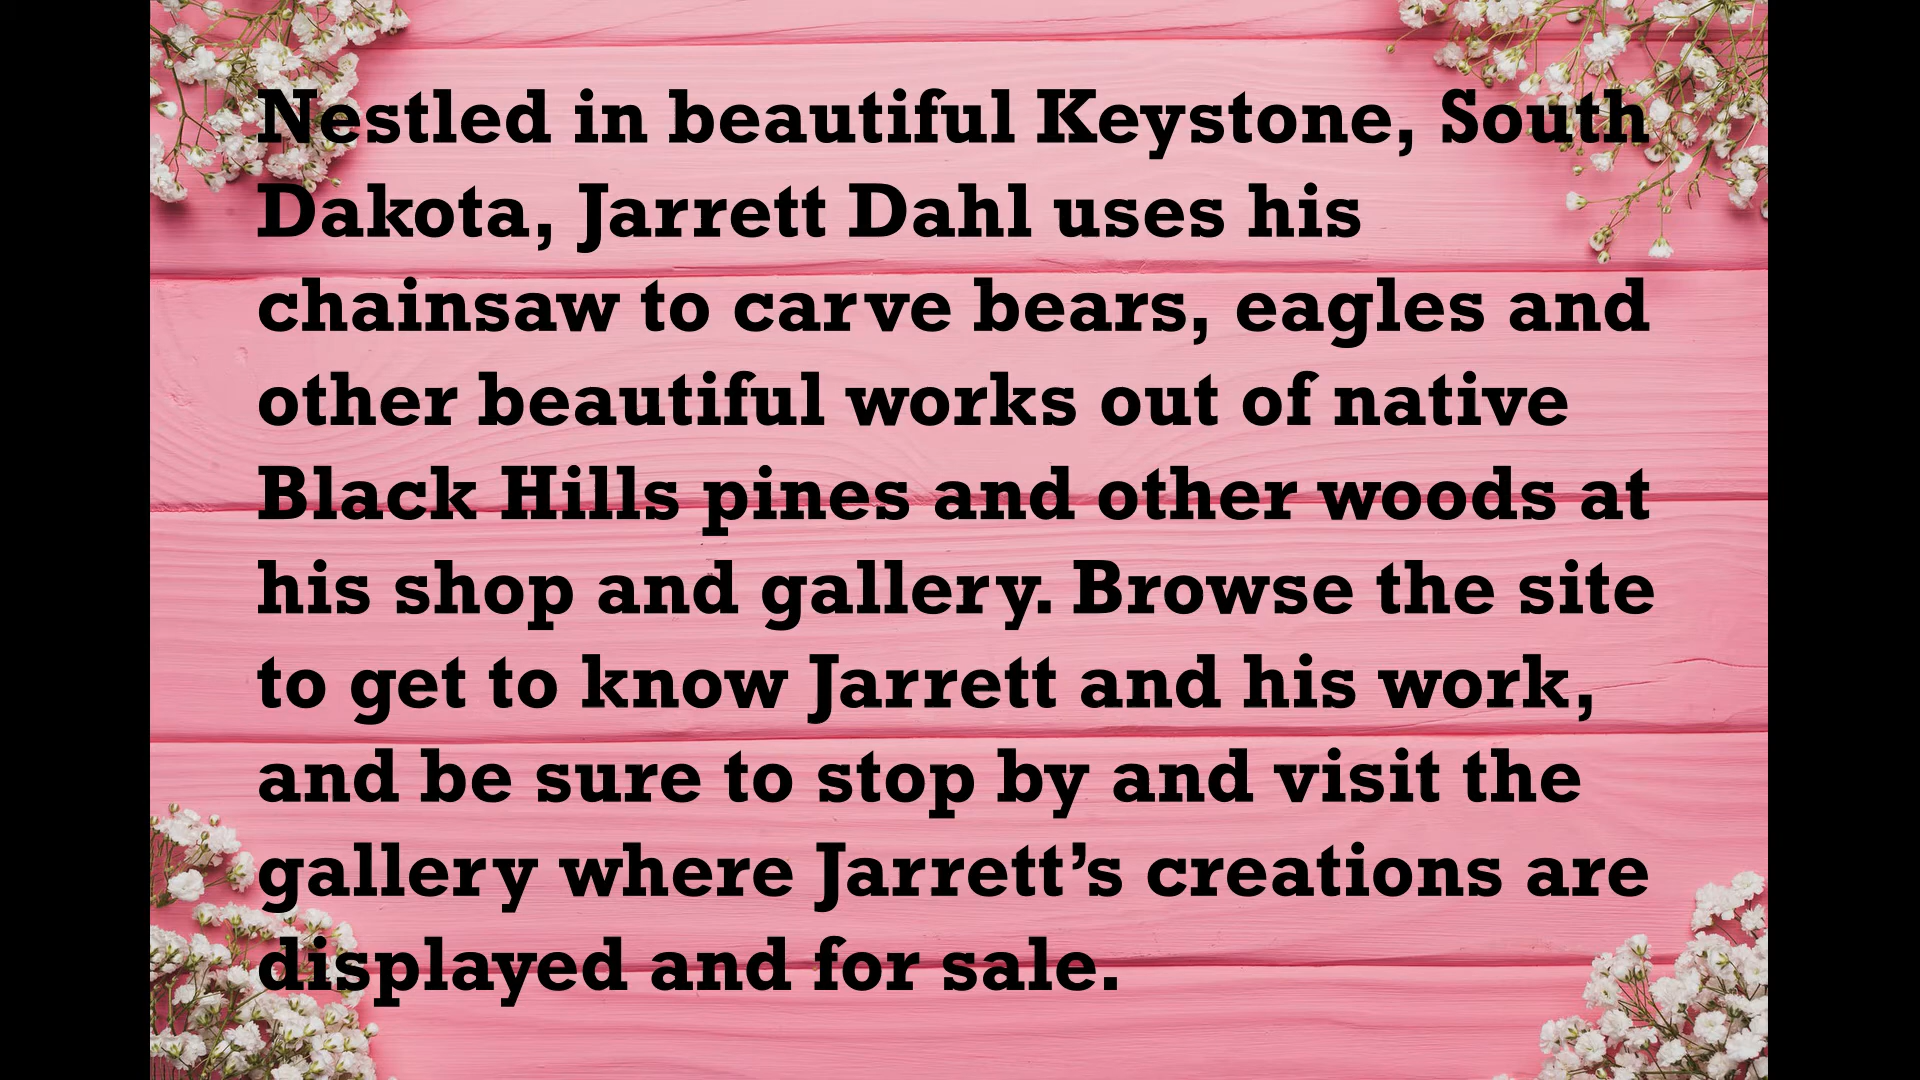 Nestled in beautiful Keystone, South
Dakota, Jarrett Dahl uses his
chainsaw to carve bears, eagles and
other beautiful works out of native
Black Hills pines and other woods at
his shop and gallery. Browse the site
to get to know Jarrett and his work,
and be sure to stop by and visit the
gallery where Jarrett’s creations are
displayed and for sale.